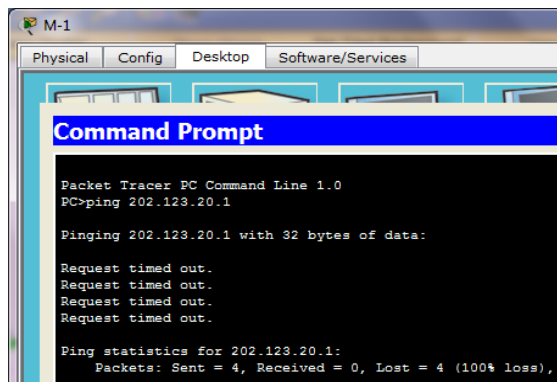 M-1
Physical Config Desktop Software/Services
Command Prompt
Packet Tracer PC Command Line 1.0
PC>ping 202.123.20.1
Pinging 202.123.20.1 with 32 bytes of data:
Request timed out.
Request timed out.
Request timed out.
Request timed out.
Ping statistics for 202.123.20.1:
Packets: Sent = 4, Received = 0, Lost = 4 (100% loss),